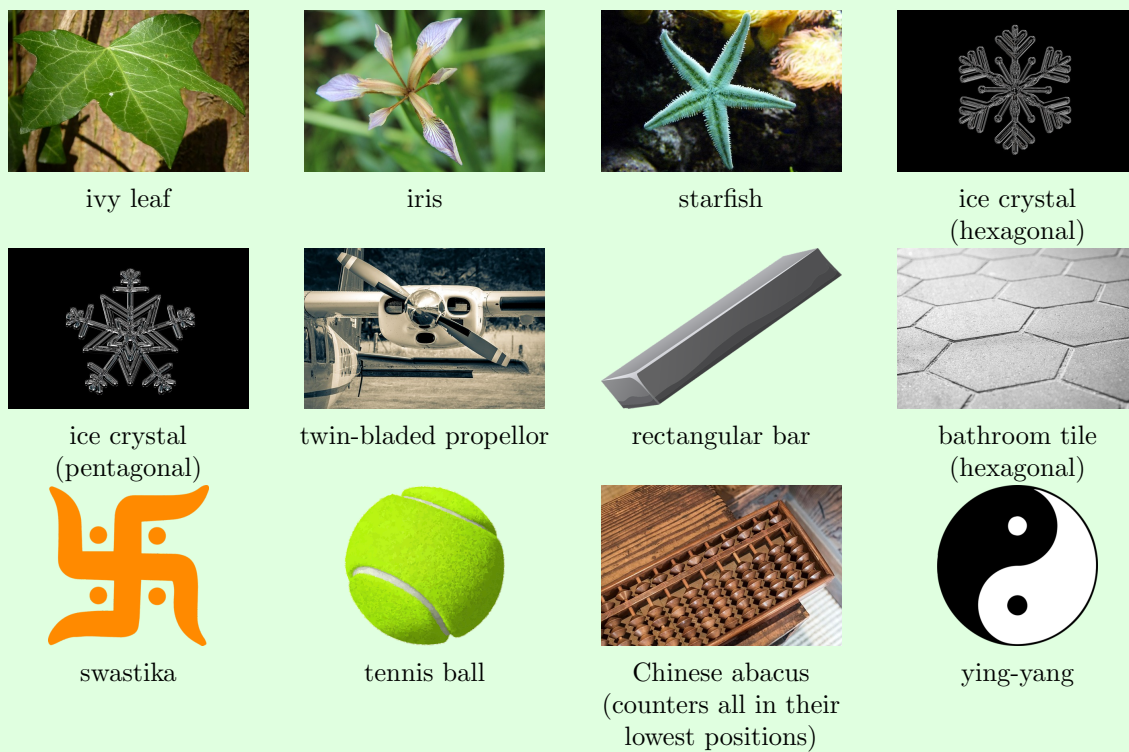 ivy leaf
iris
starfish
ice crystal
(hexagonal)
ice crystal
(pentagonal)
twin-bladed propellor
rectangular bar
bathroom tile
(hexagonal)
swastika
tennis ball
Chinese abacus
(counters all in their
lowest positions)
ying-yang